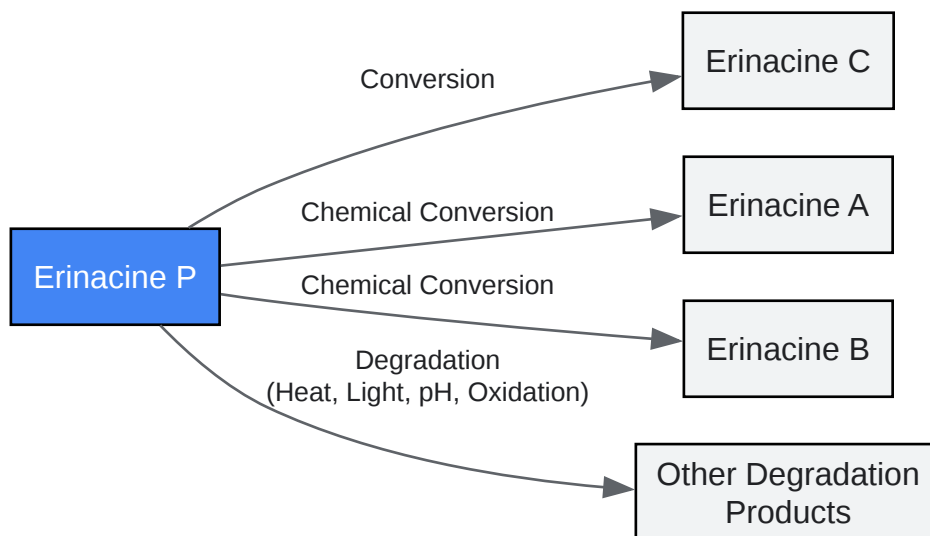 Conversion
Erinacine C
Chemical Conversion
Erinacine A
Erinacine P
Chemical Conversion
Erinacine B
Degradation
(Heat, Light, pH, Oxidation)
Other Degradation
Products